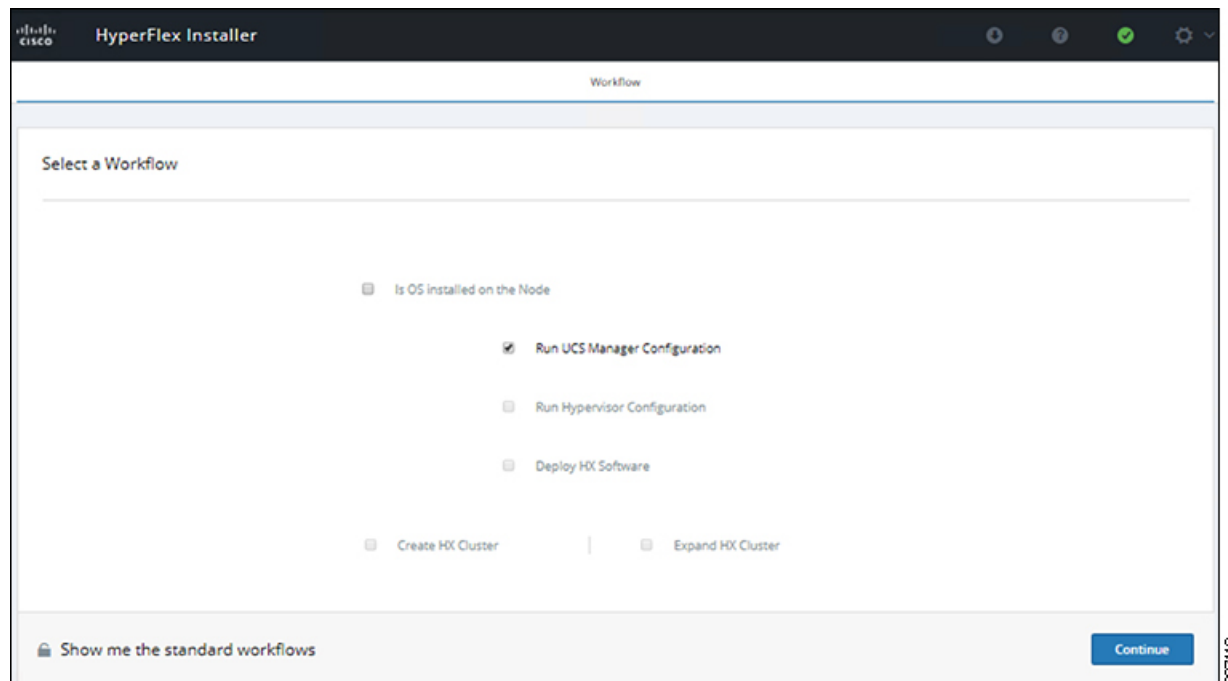 cisco
HyperFlex Installer
Workflow
Select a Workflow
Is OS installed on the Node
Run UCS Manager Configuration
Run Hypervisor Configuration
Deploy HX Software
Create HX Cluster
Expand HX Cluster
Show me the standard workflows
Continue